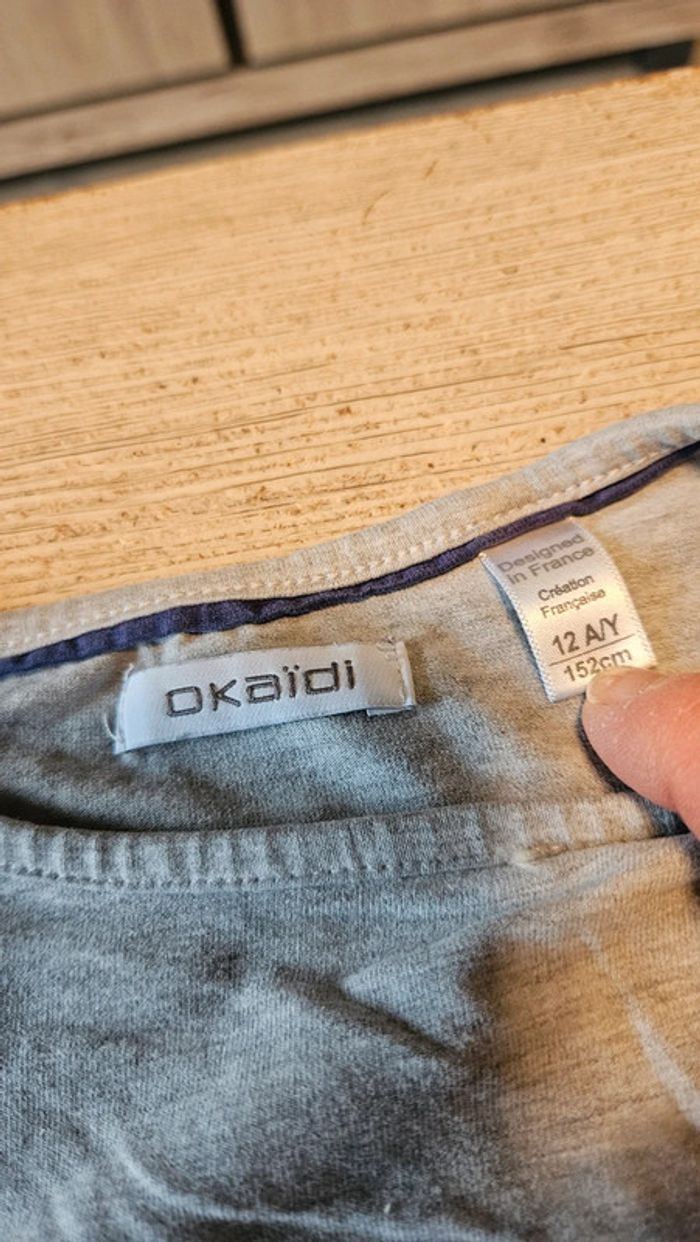 OKaïdi
Designed
in France
Création
Française
12 A/Y
152cm